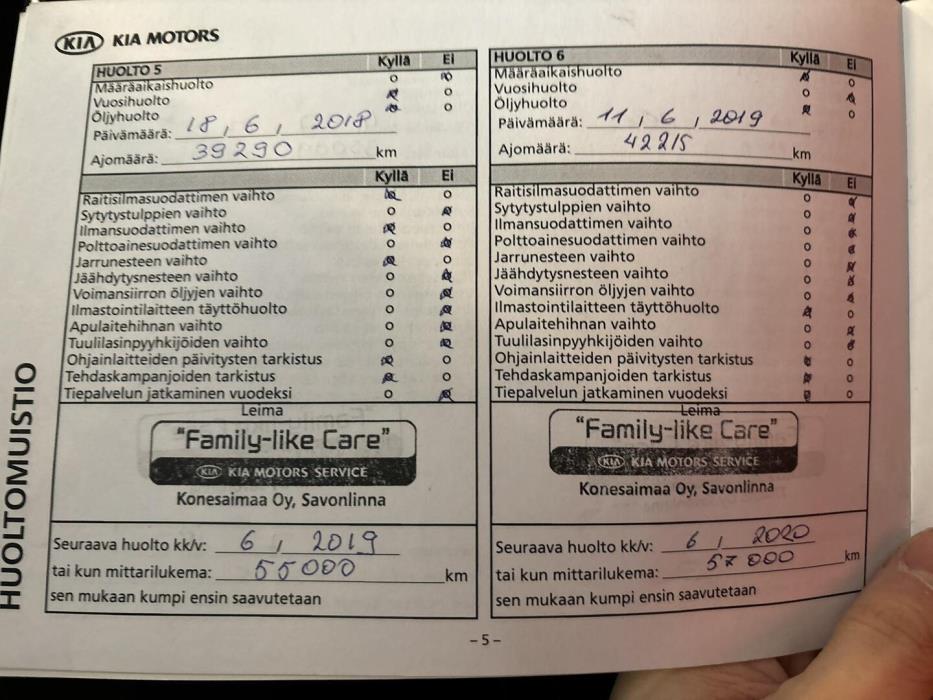 KIA KIA MOTORS
HUOLTO 5 Kyllä Ei
Määräaikaishuolto
Vuosihuolto
Öljyhuolto
Päivämäärä: 18, 6, 2018
Ajomäärä: 39290 km
Kyllä Ei
Raitisilmasuodattimen vaihto
Sytytystulppien vaihto
Ilmansuodattimen vaihto
Polttoainesuodattimen vaihto
Jarrunesteen vaihto
Jäähdytysnesteen vaihto
Voimansiirron öljyjen vaihto
Ilmastointilaitteen täyttöhuolto
Apulaitehihnan vaihto
Tuulilasinpyyhkijöiden vaihto
Ohjainlaitteiden päivitysten tarkistus
Tehdaskampanjoiden tarkistus
Tiepalvelun jatkaminen vuodeksi
Leima
"Family-like Care"
KIA KIA MOTORS SERVICE
Konesaimaa Oy, Savonlinna
Seuraava huolto kk/v: 6, 2019
tai kun mittarilukema: 55000 km
sen mukaan kumpi ensin saavutetaan
HUOLTO 6 Kyllä Ei
Määräaikaishuolto
Vuosihuolto
Öljyhuolto
Päivämäärä: 11, 6, 2019
Ajomäärä: 42215 km
Kyllä Ei
Raitisilmasuodattimen vaihto
Sytytystulppien vaihto
Ilmansuodattimen vaihto
Polttoainesuodattimen vaihto
Jarrunesteen vaihto
Jäähdytysnesteen vaihto
Voimansiirron öljyjen vaihto
Ilmastointilaitteen täyttöhuolto
Apulaitehihnan vaihto
Tuulilasinpyyhkijöiden vaihto
Ohjainlaitteiden päivitysten tarkistus
Tehdaskampanjoiden tarkistus
Tiepalvelun jatkaminen vuodeksi
Leima
"Family-like Care"
KIA KIA MOTORS SERVICE
Konesaimaa Oy, Savonlinna
Seuraava huolto kk/v: 6, 2020
tai kun mittarilukema: 57000 km
sen mukaan kumpi ensin saavutetaan
HUOLTOMUISTIO
– 5 –